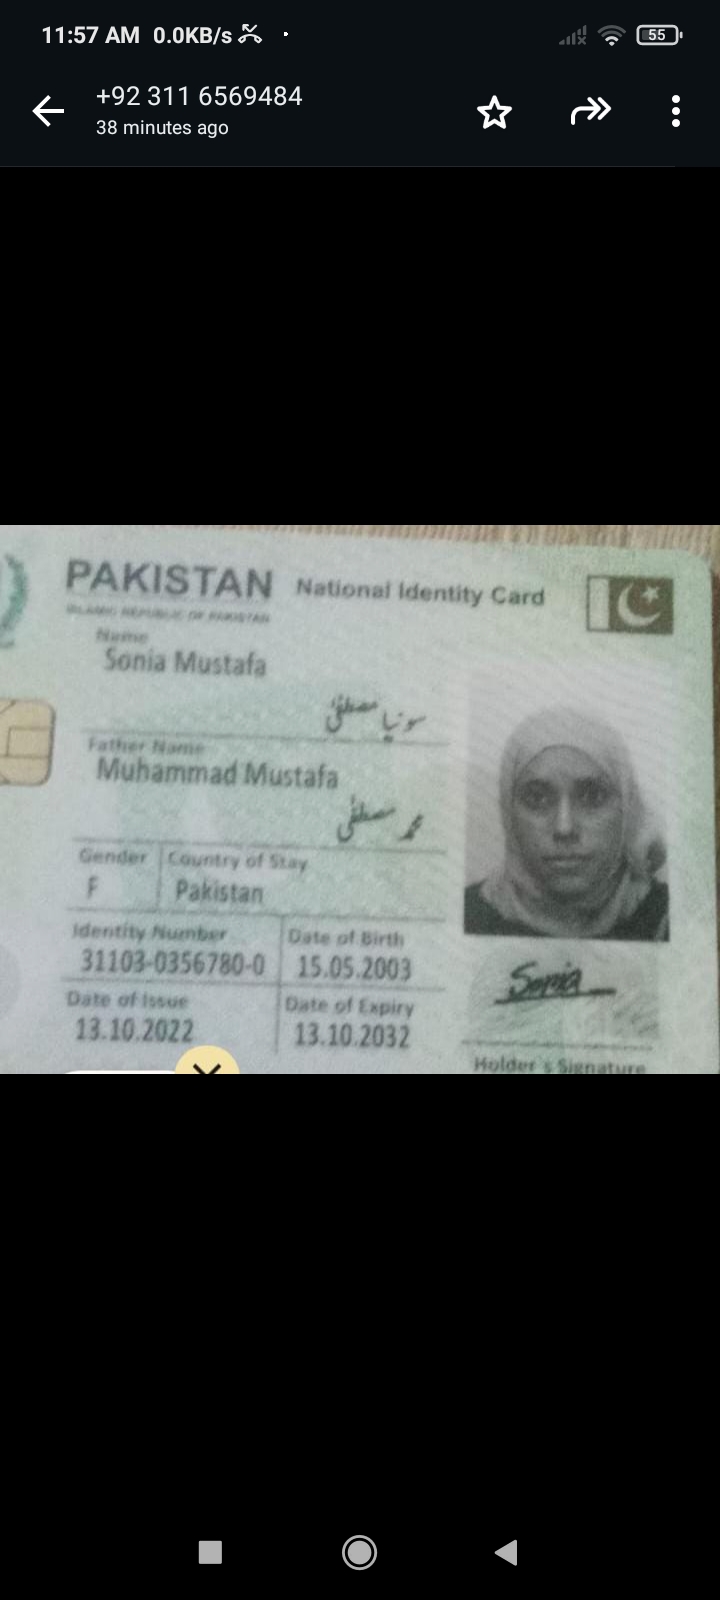 11:57 AM 0.0KB/s
55
+92 311 6569484
38 minutes ago
PAKISTAN National Identity Card
ISLAMIC REPUBLIC OF PAKISTAN
Name
Sonia Mustafa
سونیا مصطفیٰ
Father Name
Muhammad Mustafa
محمد مصطفیٰ
Gender Country of Stay
F Pakistan
Identity Number Date of Birth
31103-0356780-0 15.05.2003
Date of Issue Date of Expiry
13.10.2022 13.10.2032
Sonia
Holder's Signature